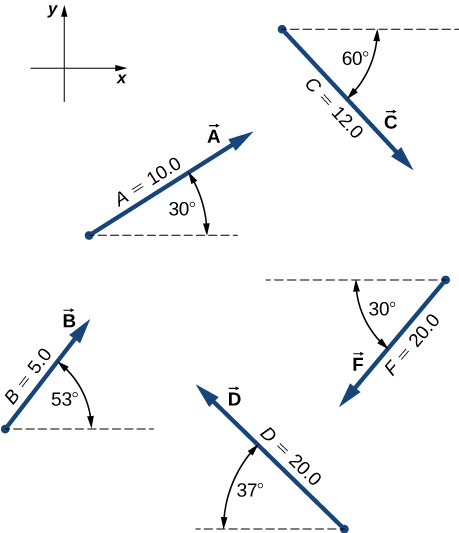 y
x
60°
C = 12.0
C⃗
A⃗
A = 10.0
30°
B⃗
B = 5.0
53°
30°
F⃗
F = 20.0
D⃗
D = 20.0
37°